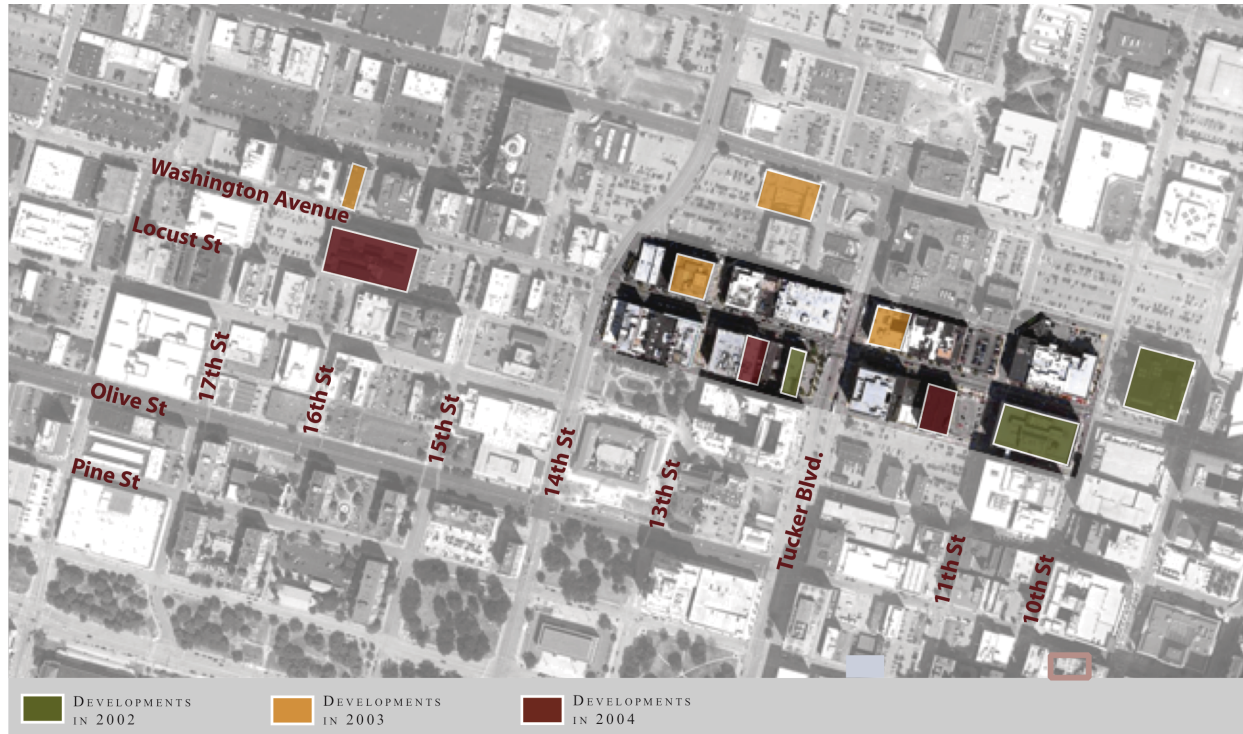 Washington Avenue
Locust St
17th St
16th St
Olive St
15th St
14th St
Pine St
13th St
Tucker Blvd.
11th St
10th St
DEVELOPMENTS
IN 2002
DEVELOPMENTS
IN 2003
DEVELOPMENTS
IN 2004